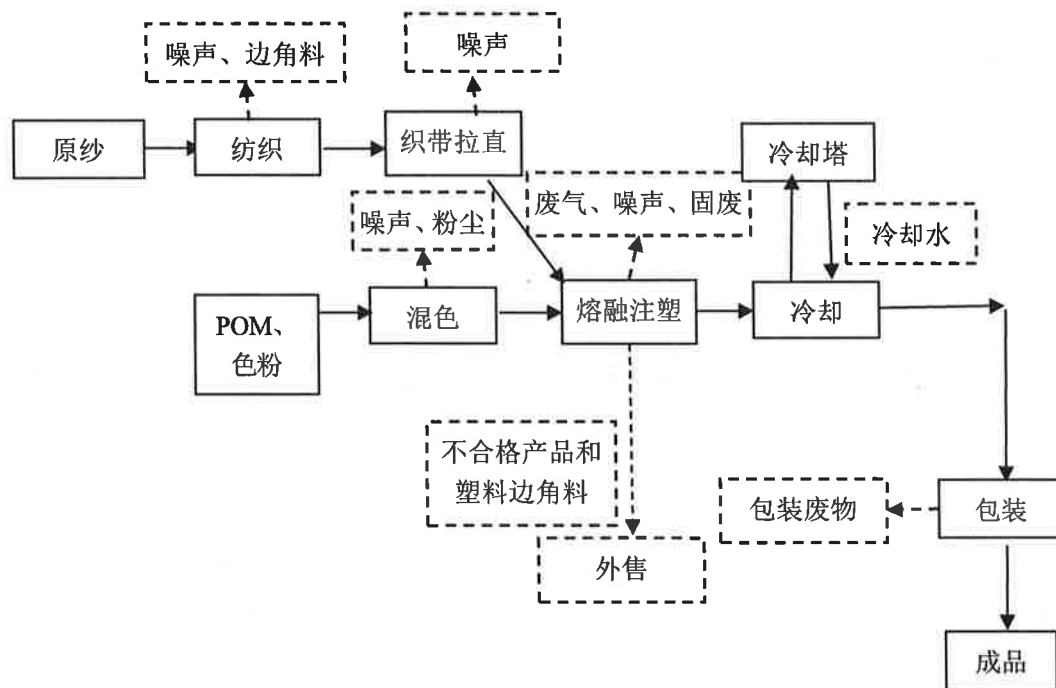 噪声、边角料
噪声
原纱
纺织
织带拉直
冷却塔
废气、噪声、固废
噪声、粉尘
冷却水
POM、
色粉
混色
熔融注塑
冷却
不合格产品和
塑料边角料
包装废物
包装
外售
成品